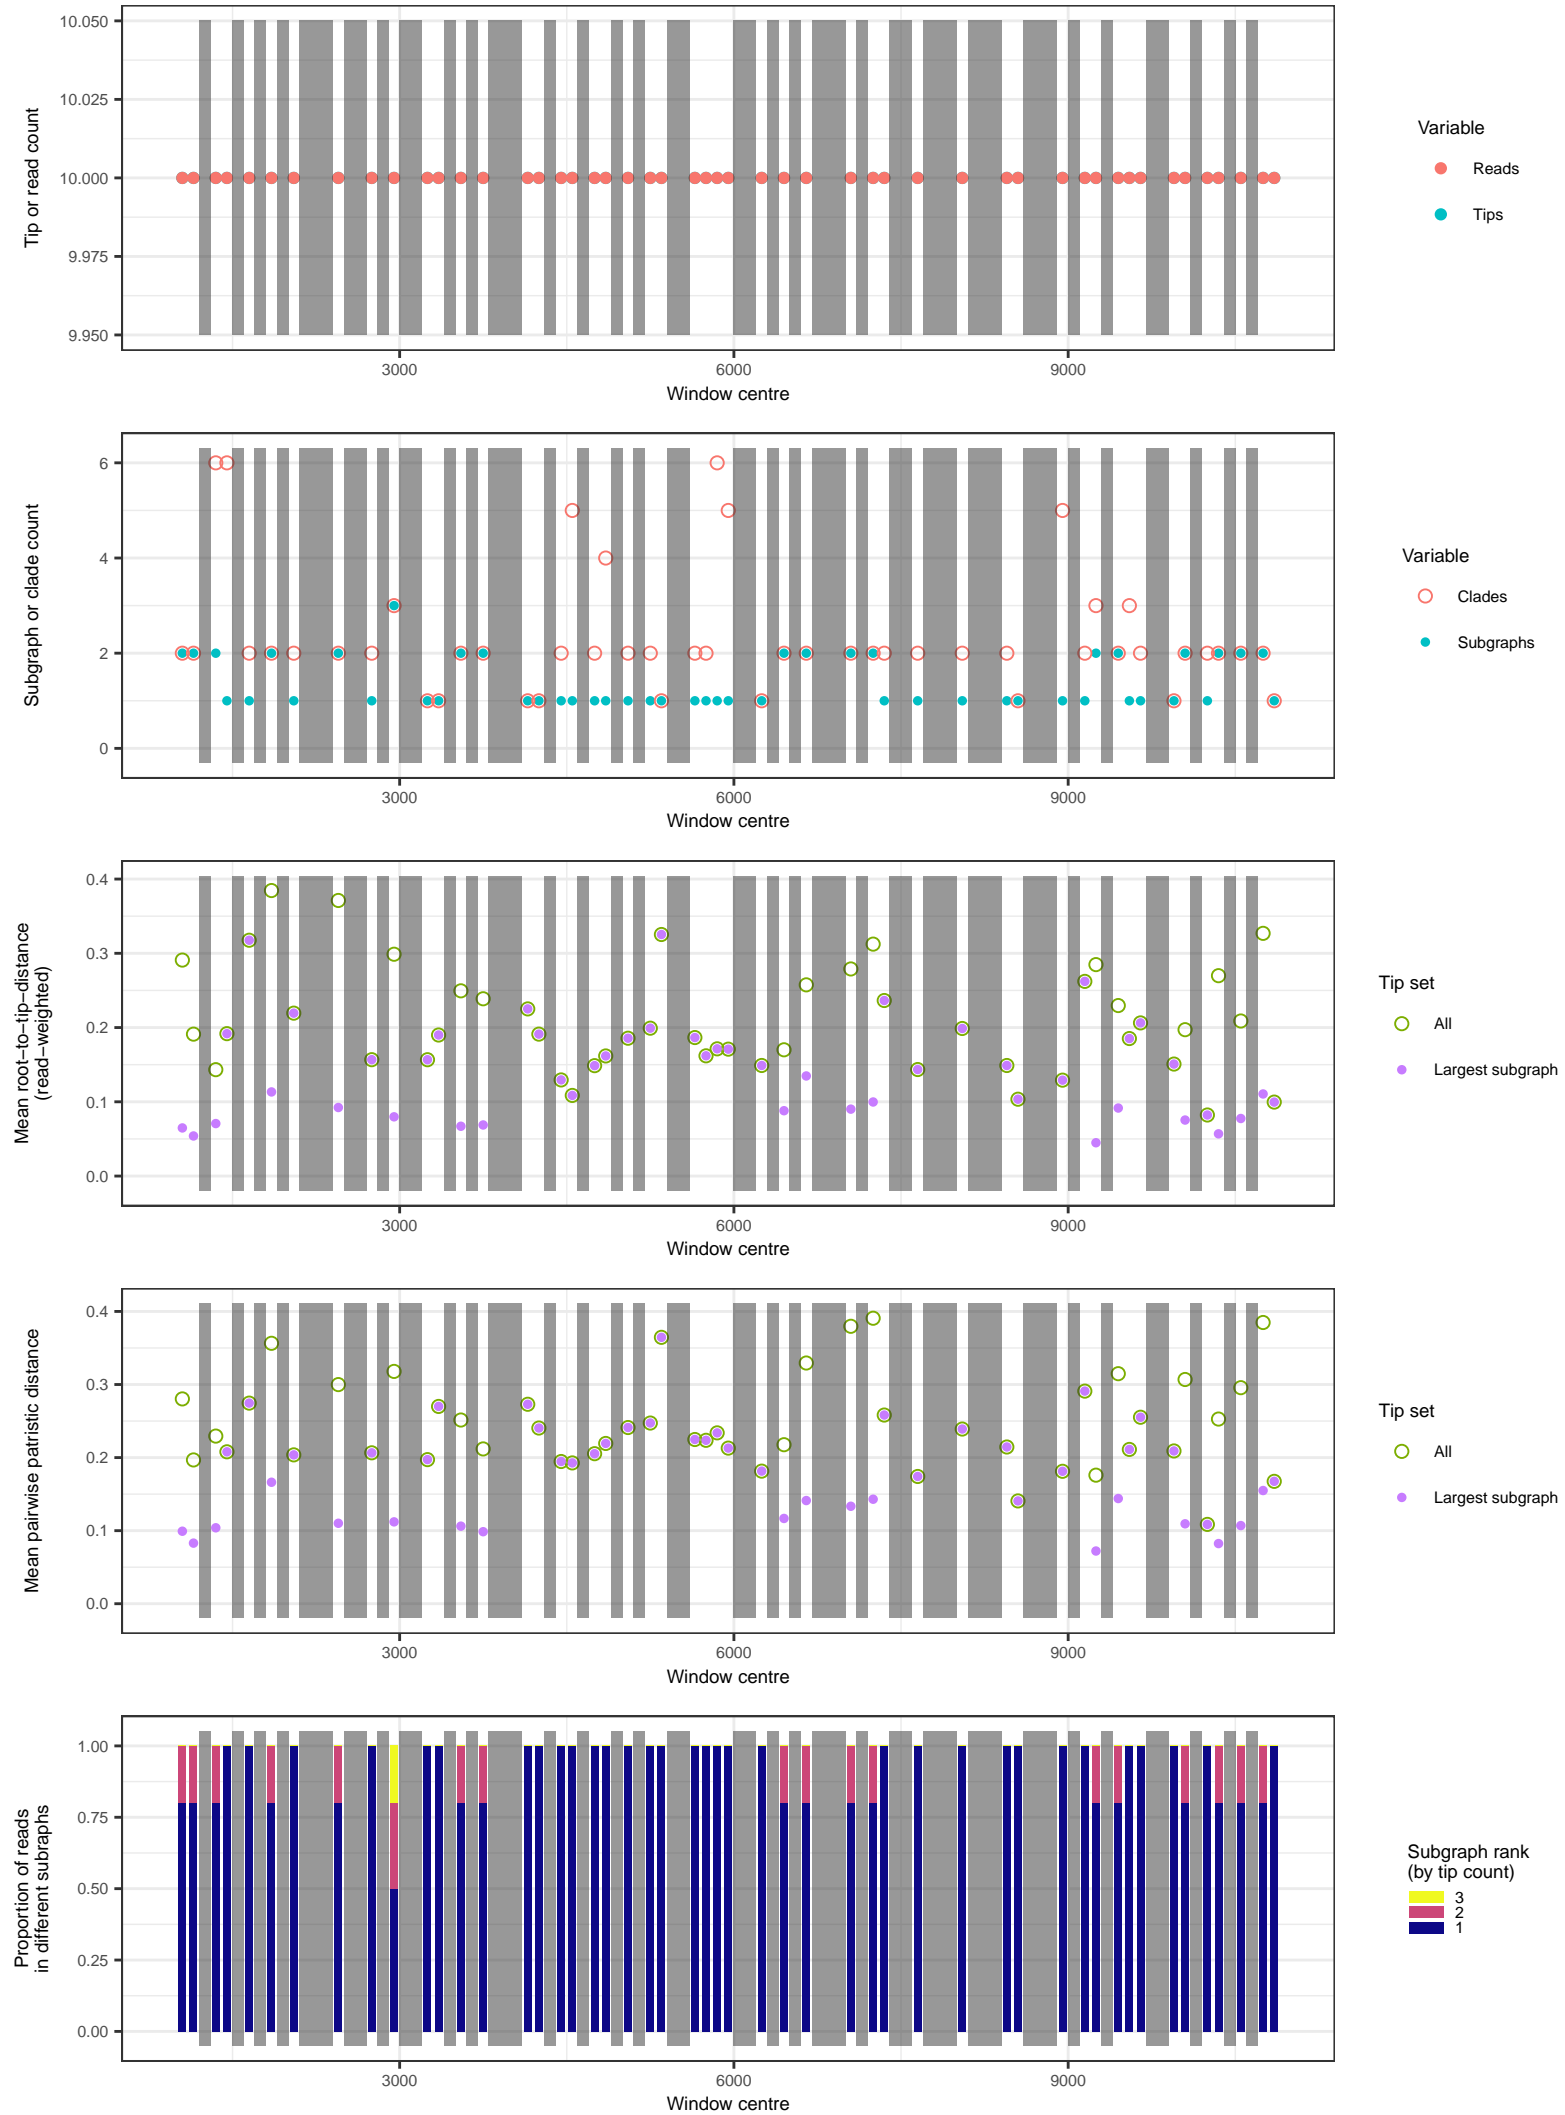 10.050
10.025
10.000
9.975
9.950
Tip or read count
3000
6000
9000
Window centre
Variable
Reads
Tips
6
4
2
0
Subgraph or clade count
3000
6000
9000
Window centre
Variable
Clades
Subgraphs
0.4
0.3
0.2
0.1
0.0
Mean root−to−tip−distance
(read−weighted)
3000
6000
9000
Window centre
Tip set
All
Largest subgraph
0.4
0.3
0.2
0.1
0.0
Mean pairwise patristic distance
3000
6000
9000
Window centre
Tip set
All
Largest subgraph
1.00
0.75
0.50
0.25
0.00
Proportion of reads
in different subraphs
3000
6000
9000
Window centre
Subgraph rank
(by tip count)
3
2
1